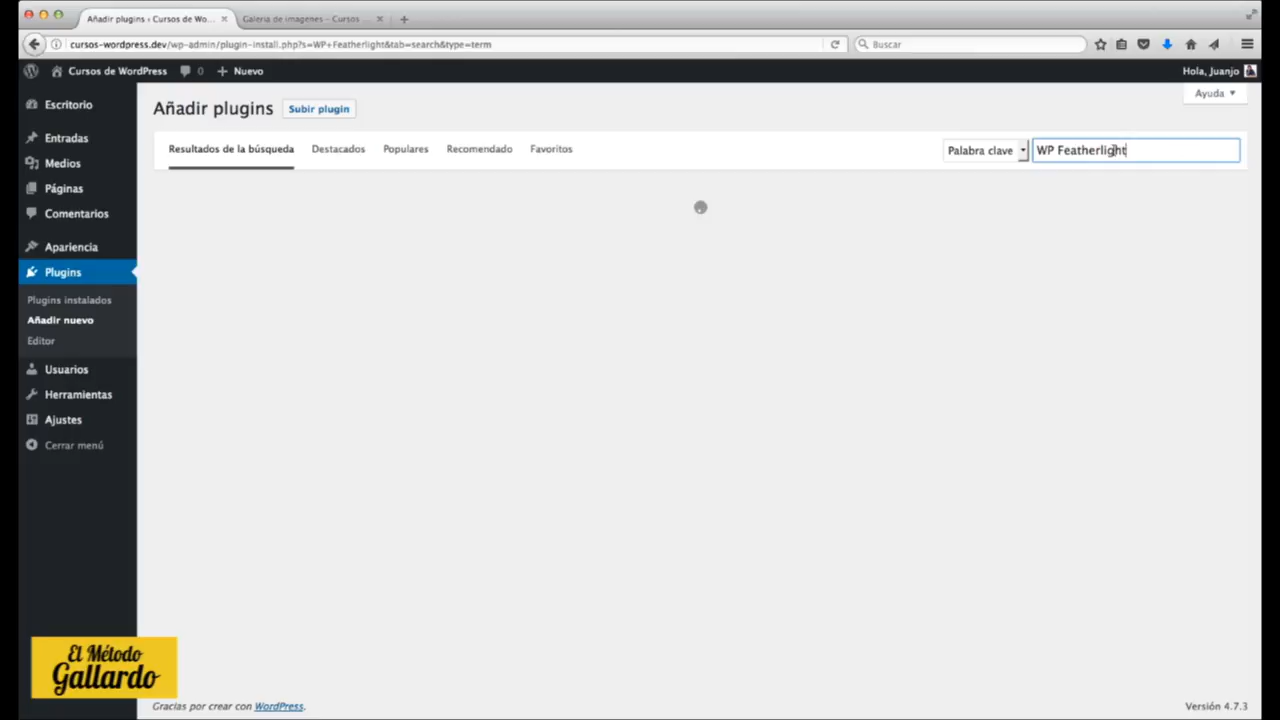 Añadir plugins ‹ Cursos de Wo...
Galería de imágenes – Cursos ...
cursos-wordpress.dev/wp-admin/plugin-install.php?s=WP+Featherlight&tab=search&type=term
Buscar
Cursos de WordPress
0
Nuevo
Hola, Juanjo
Escritorio
Entradas
Medios
Páginas
Comentarios
Apariencia
Plugins
Plugins instalados
Añadir nuevo
Editor
Usuarios
Herramientas
Ajustes
Cerrar menú
Ayuda
Añadir plugins
Subir plugin
Resultados de la búsqueda
Destacados
Populares
Recomendado
Favoritos
Palabra clave
WP Featherlight
El Método
Gallardo
Gracias por crear con WordPress.
Versión 4.7.3